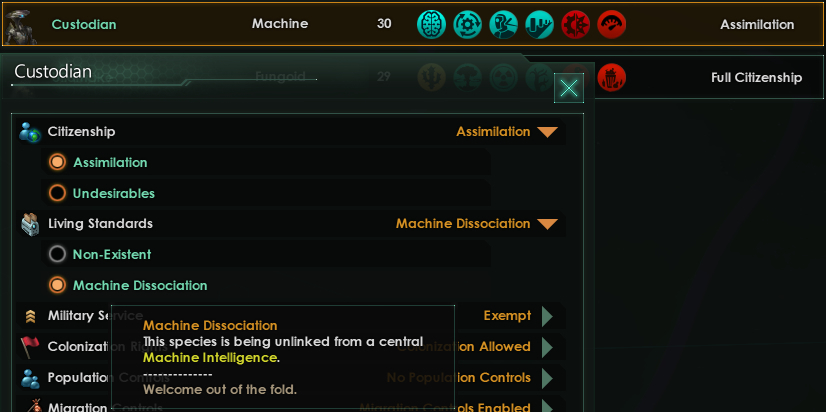 Custodian Machine 30 Assimilation
Custodian
Fungoid 29 Full Citizenship
Citizenship Assimilation
Assimilation
Undesirables
Living Standards Machine Dissociation
Non-Existent
Machine Dissociation
Military Service Exempt
Machine Dissociation
This species is being unlinked from a central
Colonization Rights Colonization Allowed
Machine Intelligence.
--------------
Population Controls No Population Controls
Welcome out of the fold.
Migration Controls Migration Controls Enabled